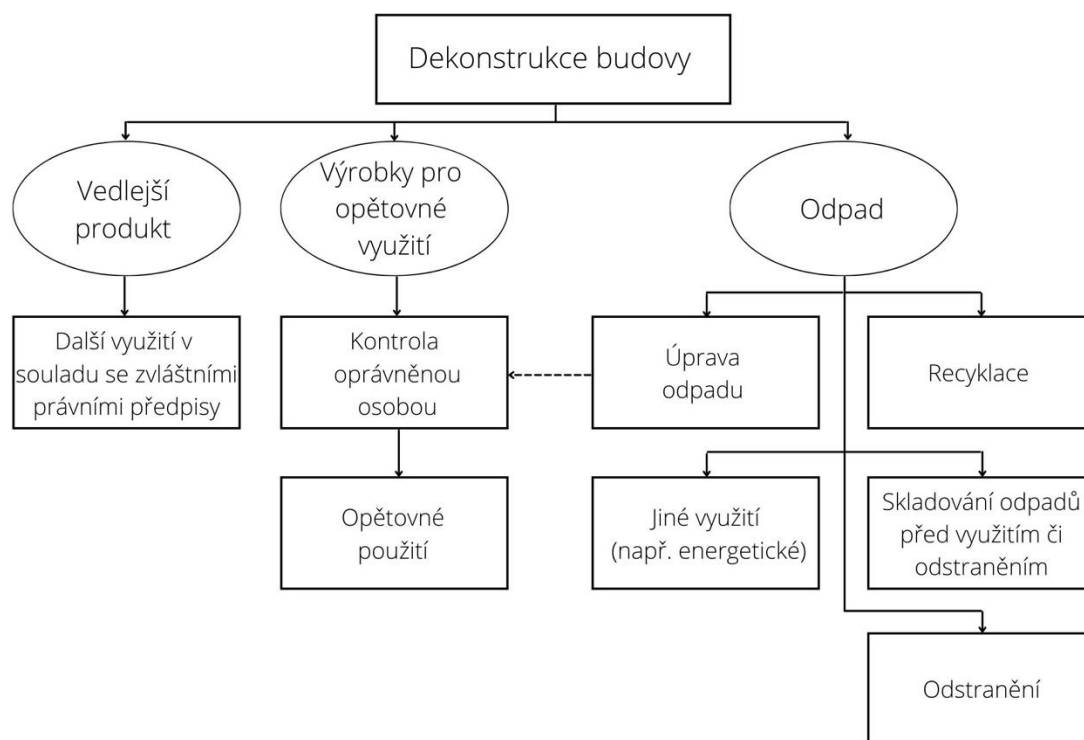 Dekonstrukce budovy
Vedlejší
produkt
Výrobky pro
opětovné
využití
Odpad
Další využití v
souladu se zvláštními
právními předpisy
Kontrola
oprávněnou
osobou
Úprava
odpadu
Recyklace
Opětovné
použití
Jiné využití
(např. energetické)
Skladování odpadů
před využitím či
odstraněním
Odstranění